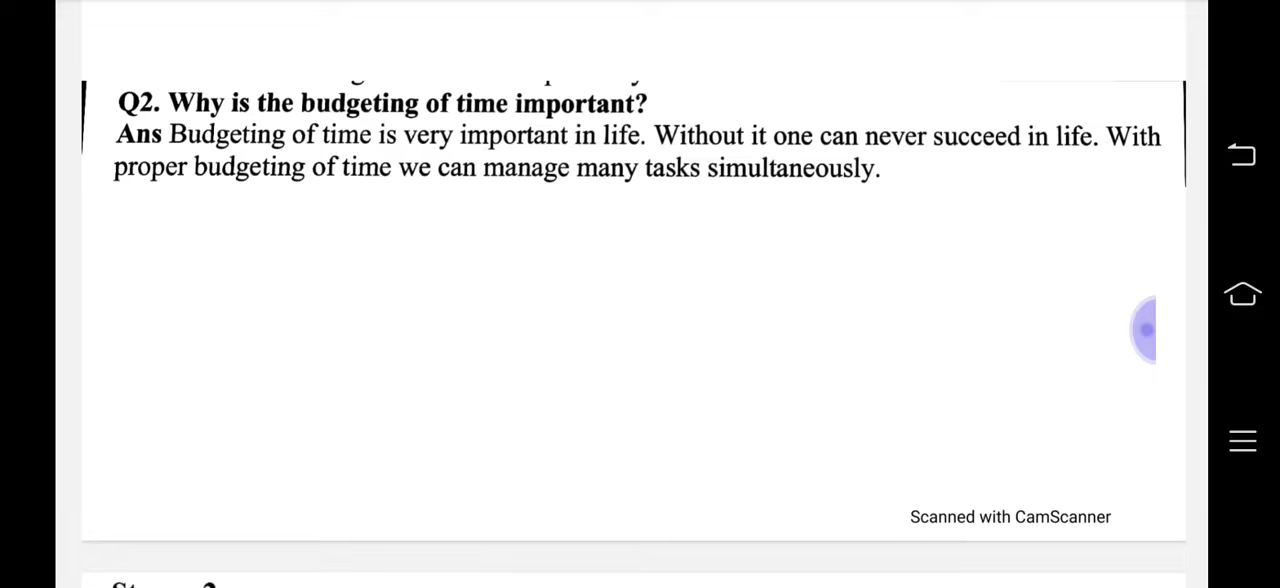 Q2. Why is the budgeting of time important?
Ans Budgeting of time is very important in life. Without it one can never succeed in life. With
proper budgeting of time we can manage many tasks simultaneously.
Scanned with CamScanner